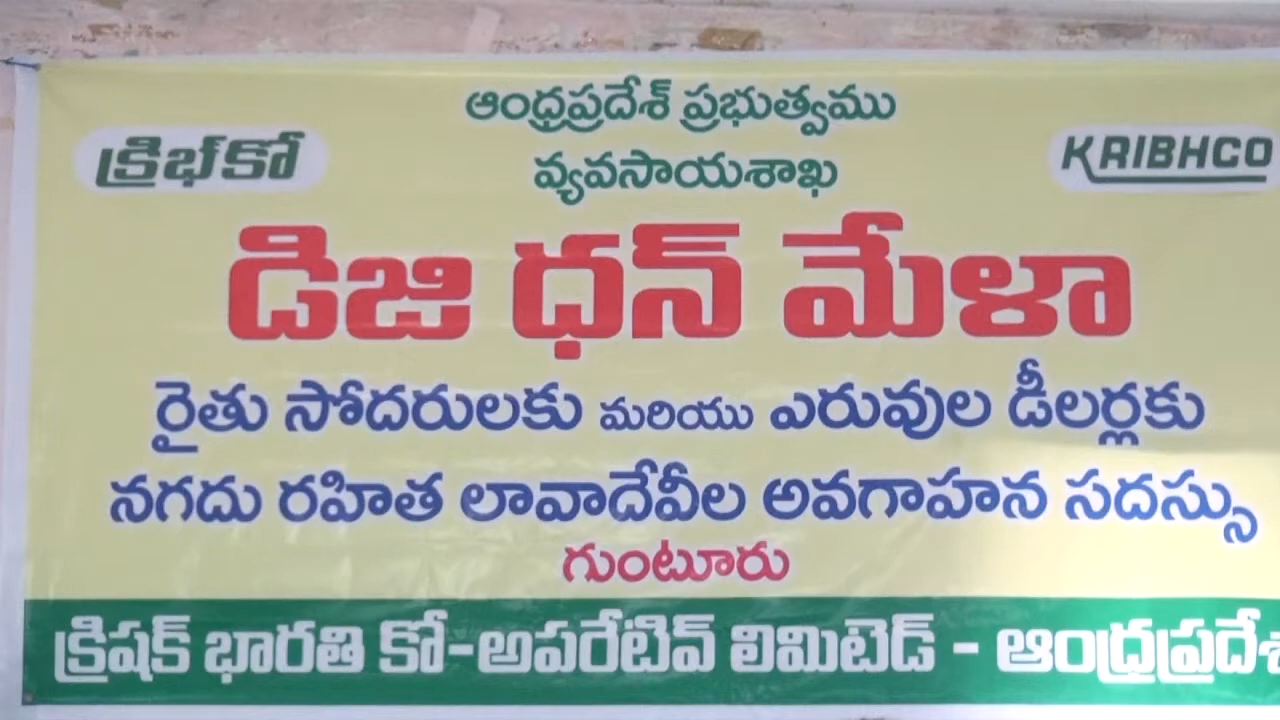 ఆంధ్రప్రదేశ్ ప్రభుత్వము
క్రిభ్‌కో
వ్యవసాయశాఖ
KRIBHCO
డిజి ధన్ మేళా
రైతు సోదరులకు మరియు ఎరువుల డీలర్లకు
నగదు రహిత లావాదేవీల అవగాహన సదస్సు
గుంటూరు
క్రిషక్ భారతి కో-అపరేటివ్ లిమిటెడ్ - ఆంధ్రప్రదేశ